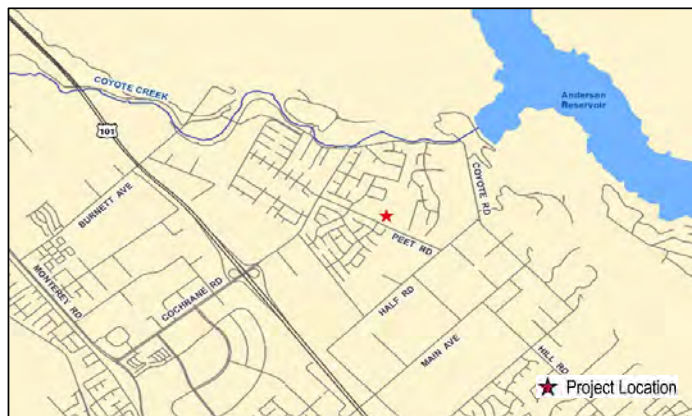 COYOTE CREEK
Anderson
Reservoir
101
BURNETT AVE
COYOTE RD
PEET RD
MONTEREY RD
COCHRANE RD
HALF RD
MAIN AVE
HILL RD
Project Location